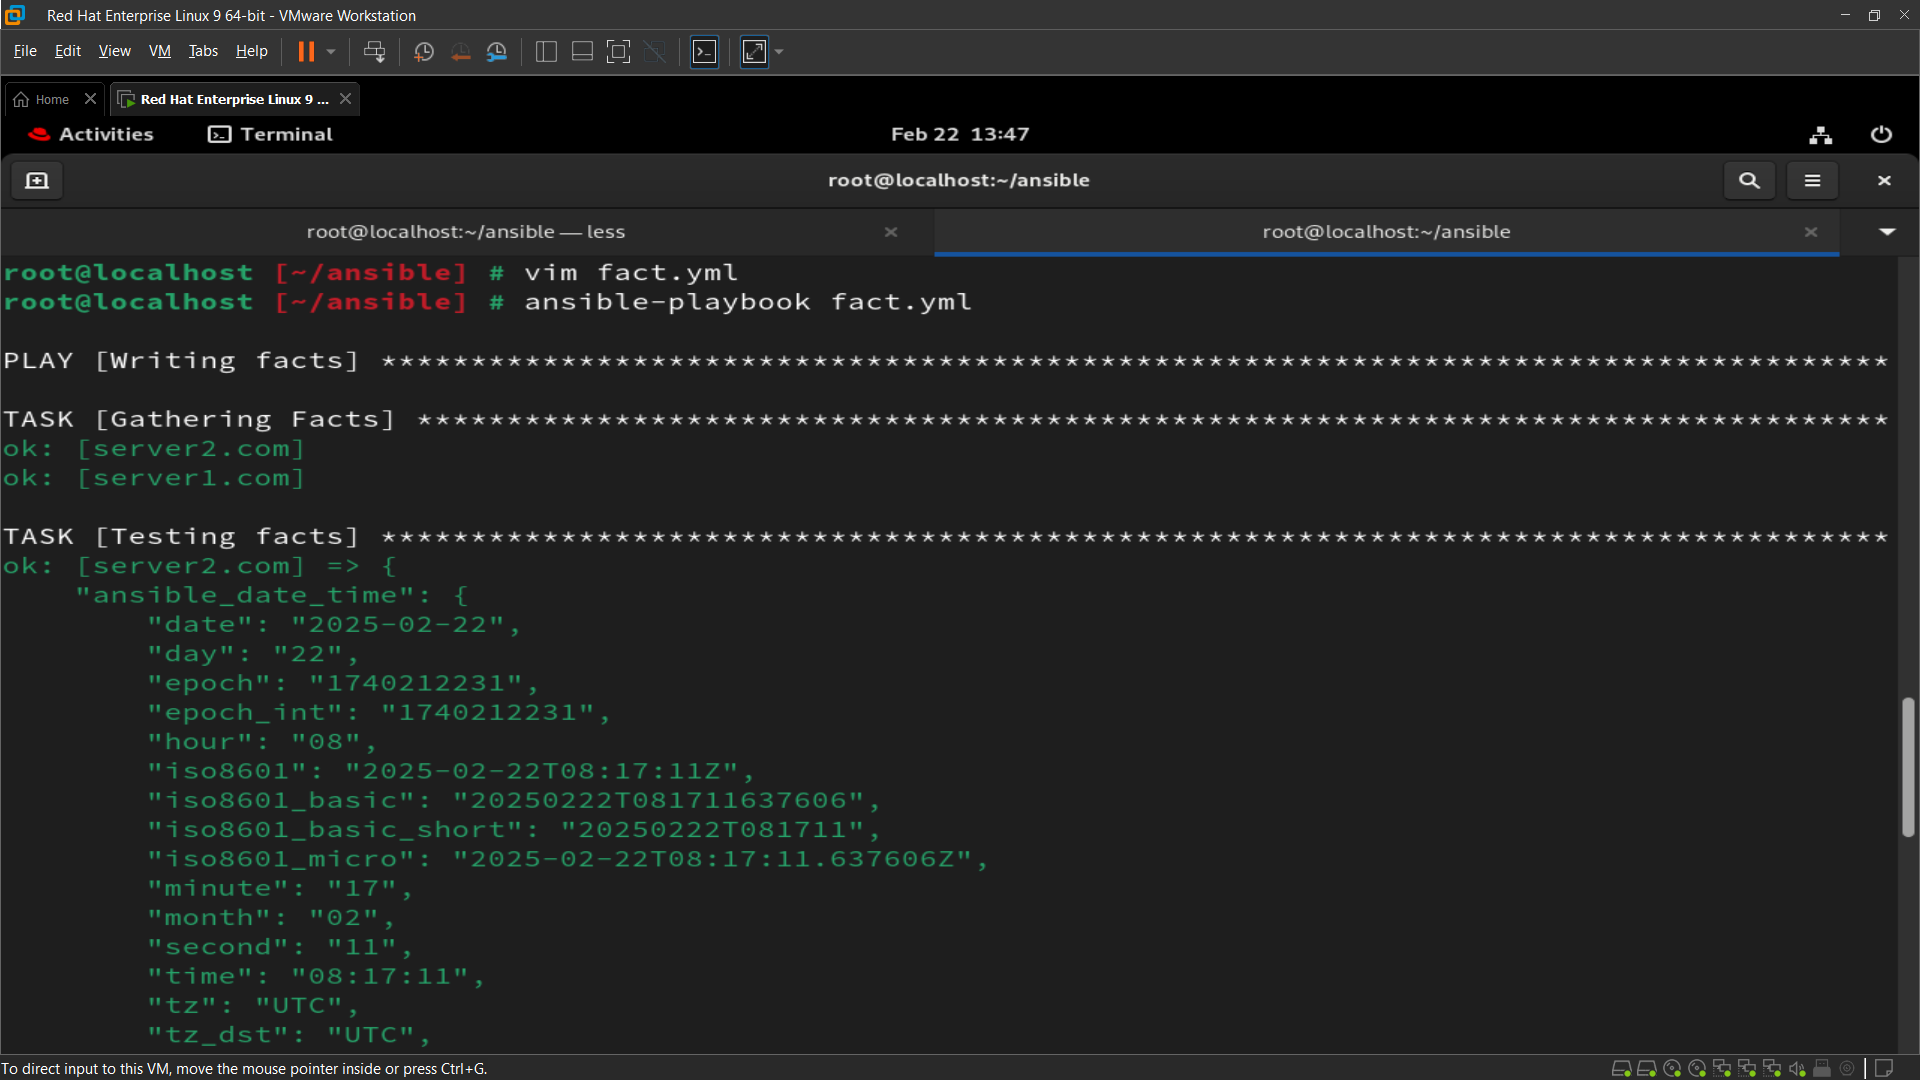 Red Hat Enterprise Linux 9 64-bit - VMware Workstation
File Edit View VM Tabs Help
Home Red Hat Enterprise Linux 9 ...
Activities Terminal Feb 22 13:47
root@localhost:~/ansible
root@localhost:~/ansible — less root@localhost:~/ansible
root@localhost [~/ansible] # vim fact.yml
root@localhost [~/ansible] # ansible-playbook fact.yml
PLAY [Writing facts] ************************************************************************************
TASK [Gathering Facts] **********************************************************************************
ok: [server2.com]
ok: [server1.com]
TASK [Testing facts] ************************************************************************************
ok: [server2.com] => {
    "ansible_date_time": {
        "date": "2025-02-22",
        "day": "22",
        "epoch": "1740212231",
        "epoch_int": "1740212231",
        "hour": "08",
        "iso8601": "2025-02-22T08:17:11Z",
        "iso8601_basic": "20250222T081711637606",
        "iso8601_basic_short": "20250222T081711",
        "iso8601_micro": "2025-02-22T08:17:11.637606Z",
        "minute": "17",
        "month": "02",
        "second": "11",
        "time": "08:17:11",
        "tz": "UTC",
        "tz_dst": "UTC",
To direct input to this VM, move the mouse pointer inside or press Ctrl+G.